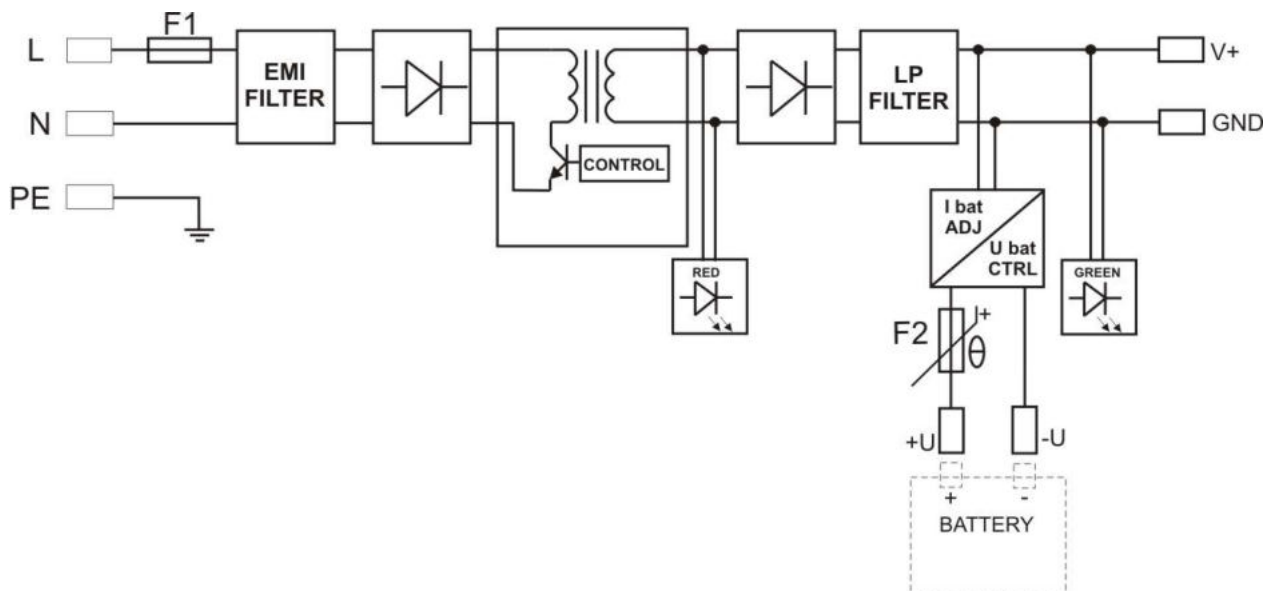 F1
L
EMI
FILTER
LP
FILTER
V+
N
CONTROL
GND
PE
I bat
ADJ
U bat
CTRL
RED
GREEN
F2
I+
θ
+U
-U
+
-
BATTERY